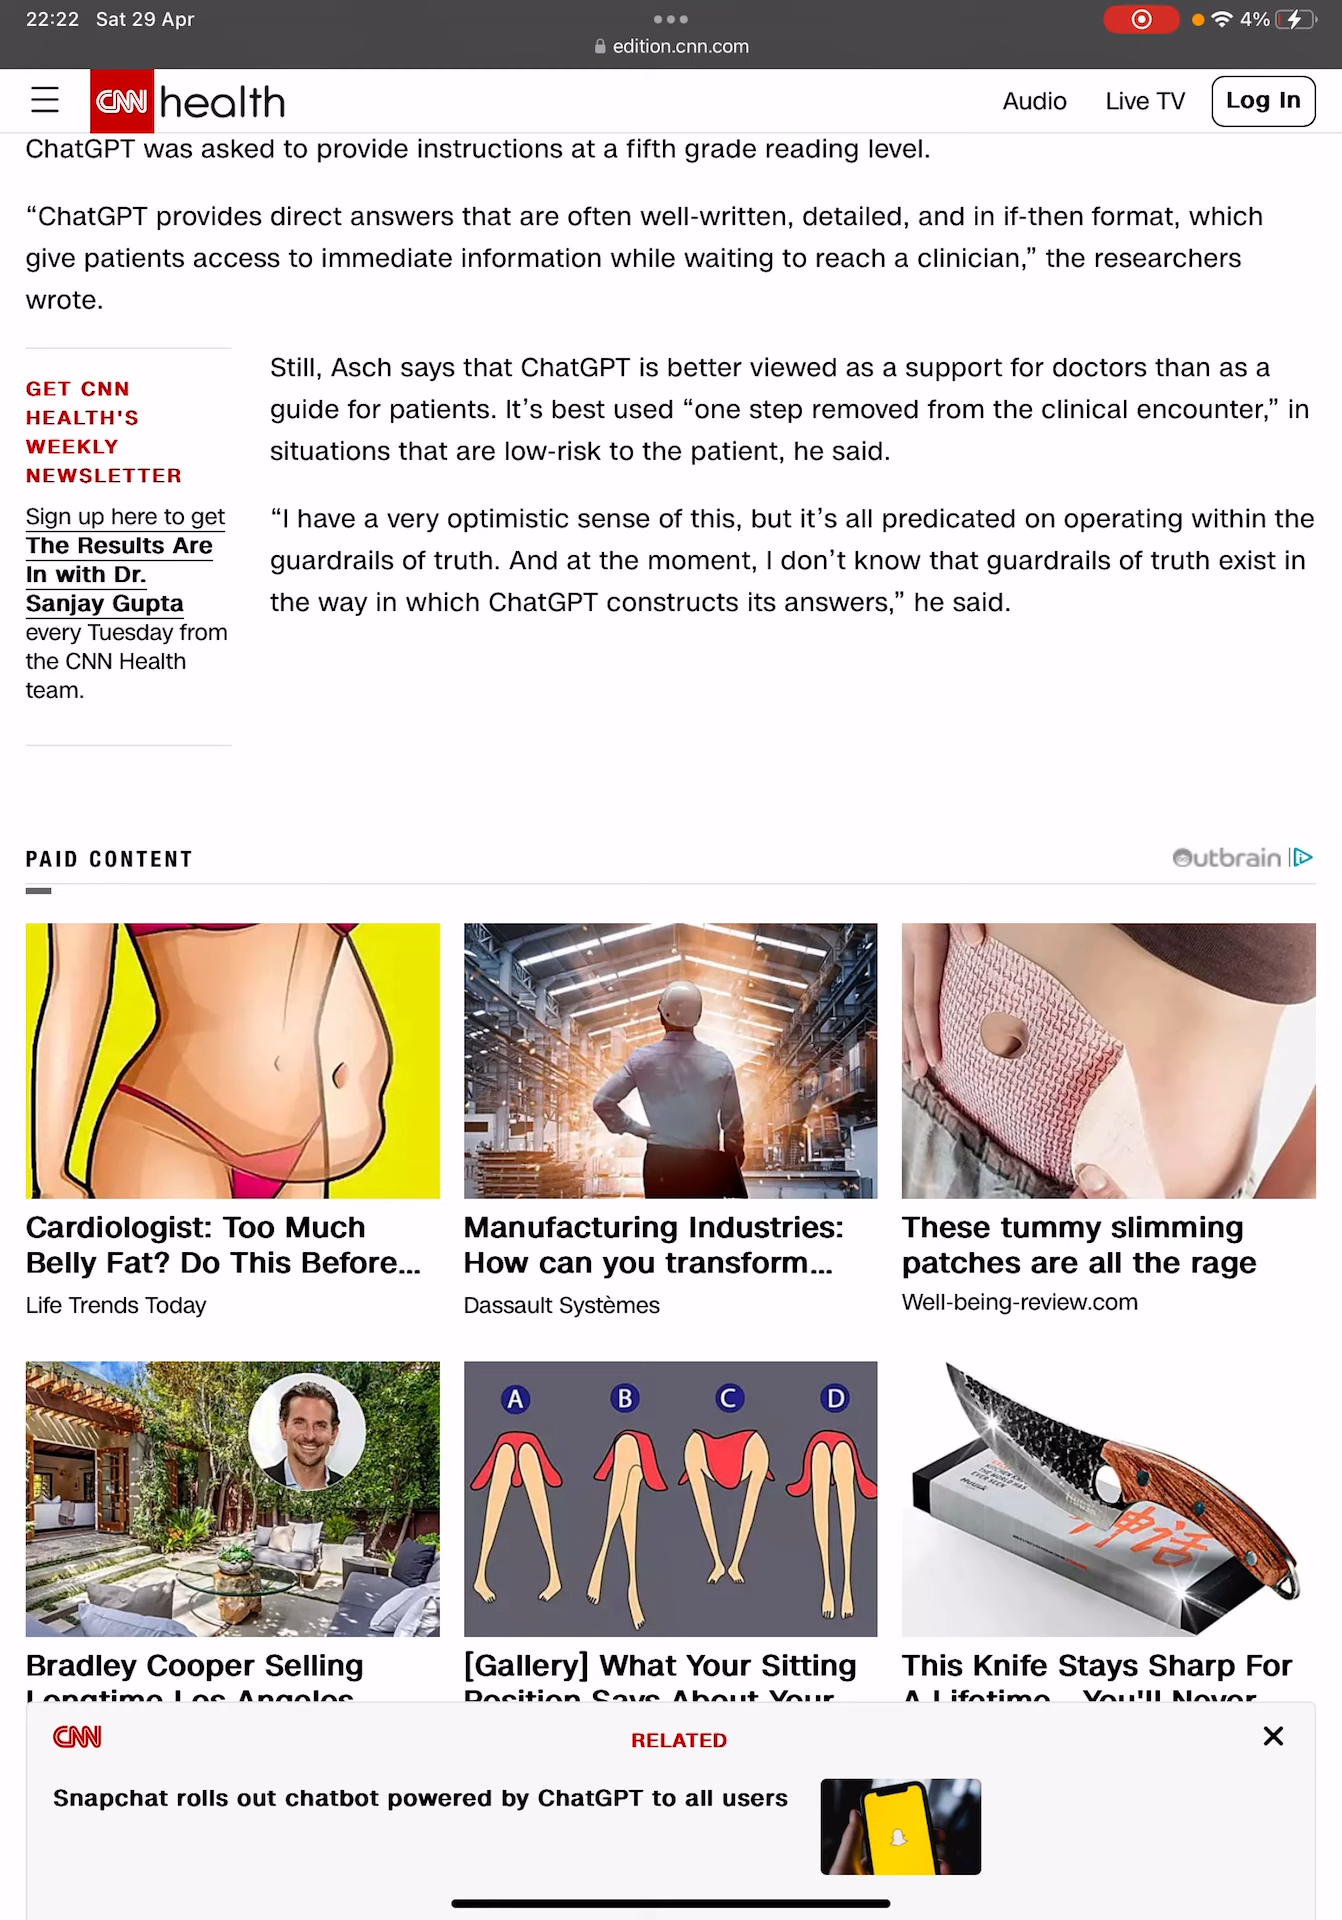 22:22 Sat 29 Apr
4%
edition.cnn.com
CNN health
Audio
Live TV
Log In
ChatGPT was asked to provide instructions at a fifth grade reading level.
“ChatGPT provides direct answers that are often well-written, detailed, and in if-then format, which
give patients access to immediate information while waiting to reach a clinician,” the researchers
wrote.
GET CNN
HEALTH'S
WEEKLY
NEWSLETTER
Sign up here to get
The Results Are
In with Dr.
Sanjay Gupta
every Tuesday from
the CNN Health
team.
Still, Asch says that ChatGPT is better viewed as a support for doctors than as a
guide for patients. It’s best used “one step removed from the clinical encounter,” in
situations that are low-risk to the patient, he said.
“I have a very optimistic sense of this, but it’s all predicated on operating within the
guardrails of truth. And at the moment, I don’t know that guardrails of truth exist in
the way in which ChatGPT constructs its answers,” he said.
PAID CONTENT
Outbrain
Cardiologist: Too Much
Belly Fat? Do This Before...
Life Trends Today
Manufacturing Industries:
How can you transform...
Dassault Systèmes
These tummy slimming
patches are all the rage
Well-being-review.com
A B C D
Bradley Cooper Selling
Longtime Los Angeles
[Gallery] What Your Sitting
Position Says About Your
This Knife Stays Sharp For
A Lifetime... You'll Never
CNN
RELATED
Snapchat rolls out chatbot powered by ChatGPT to all users